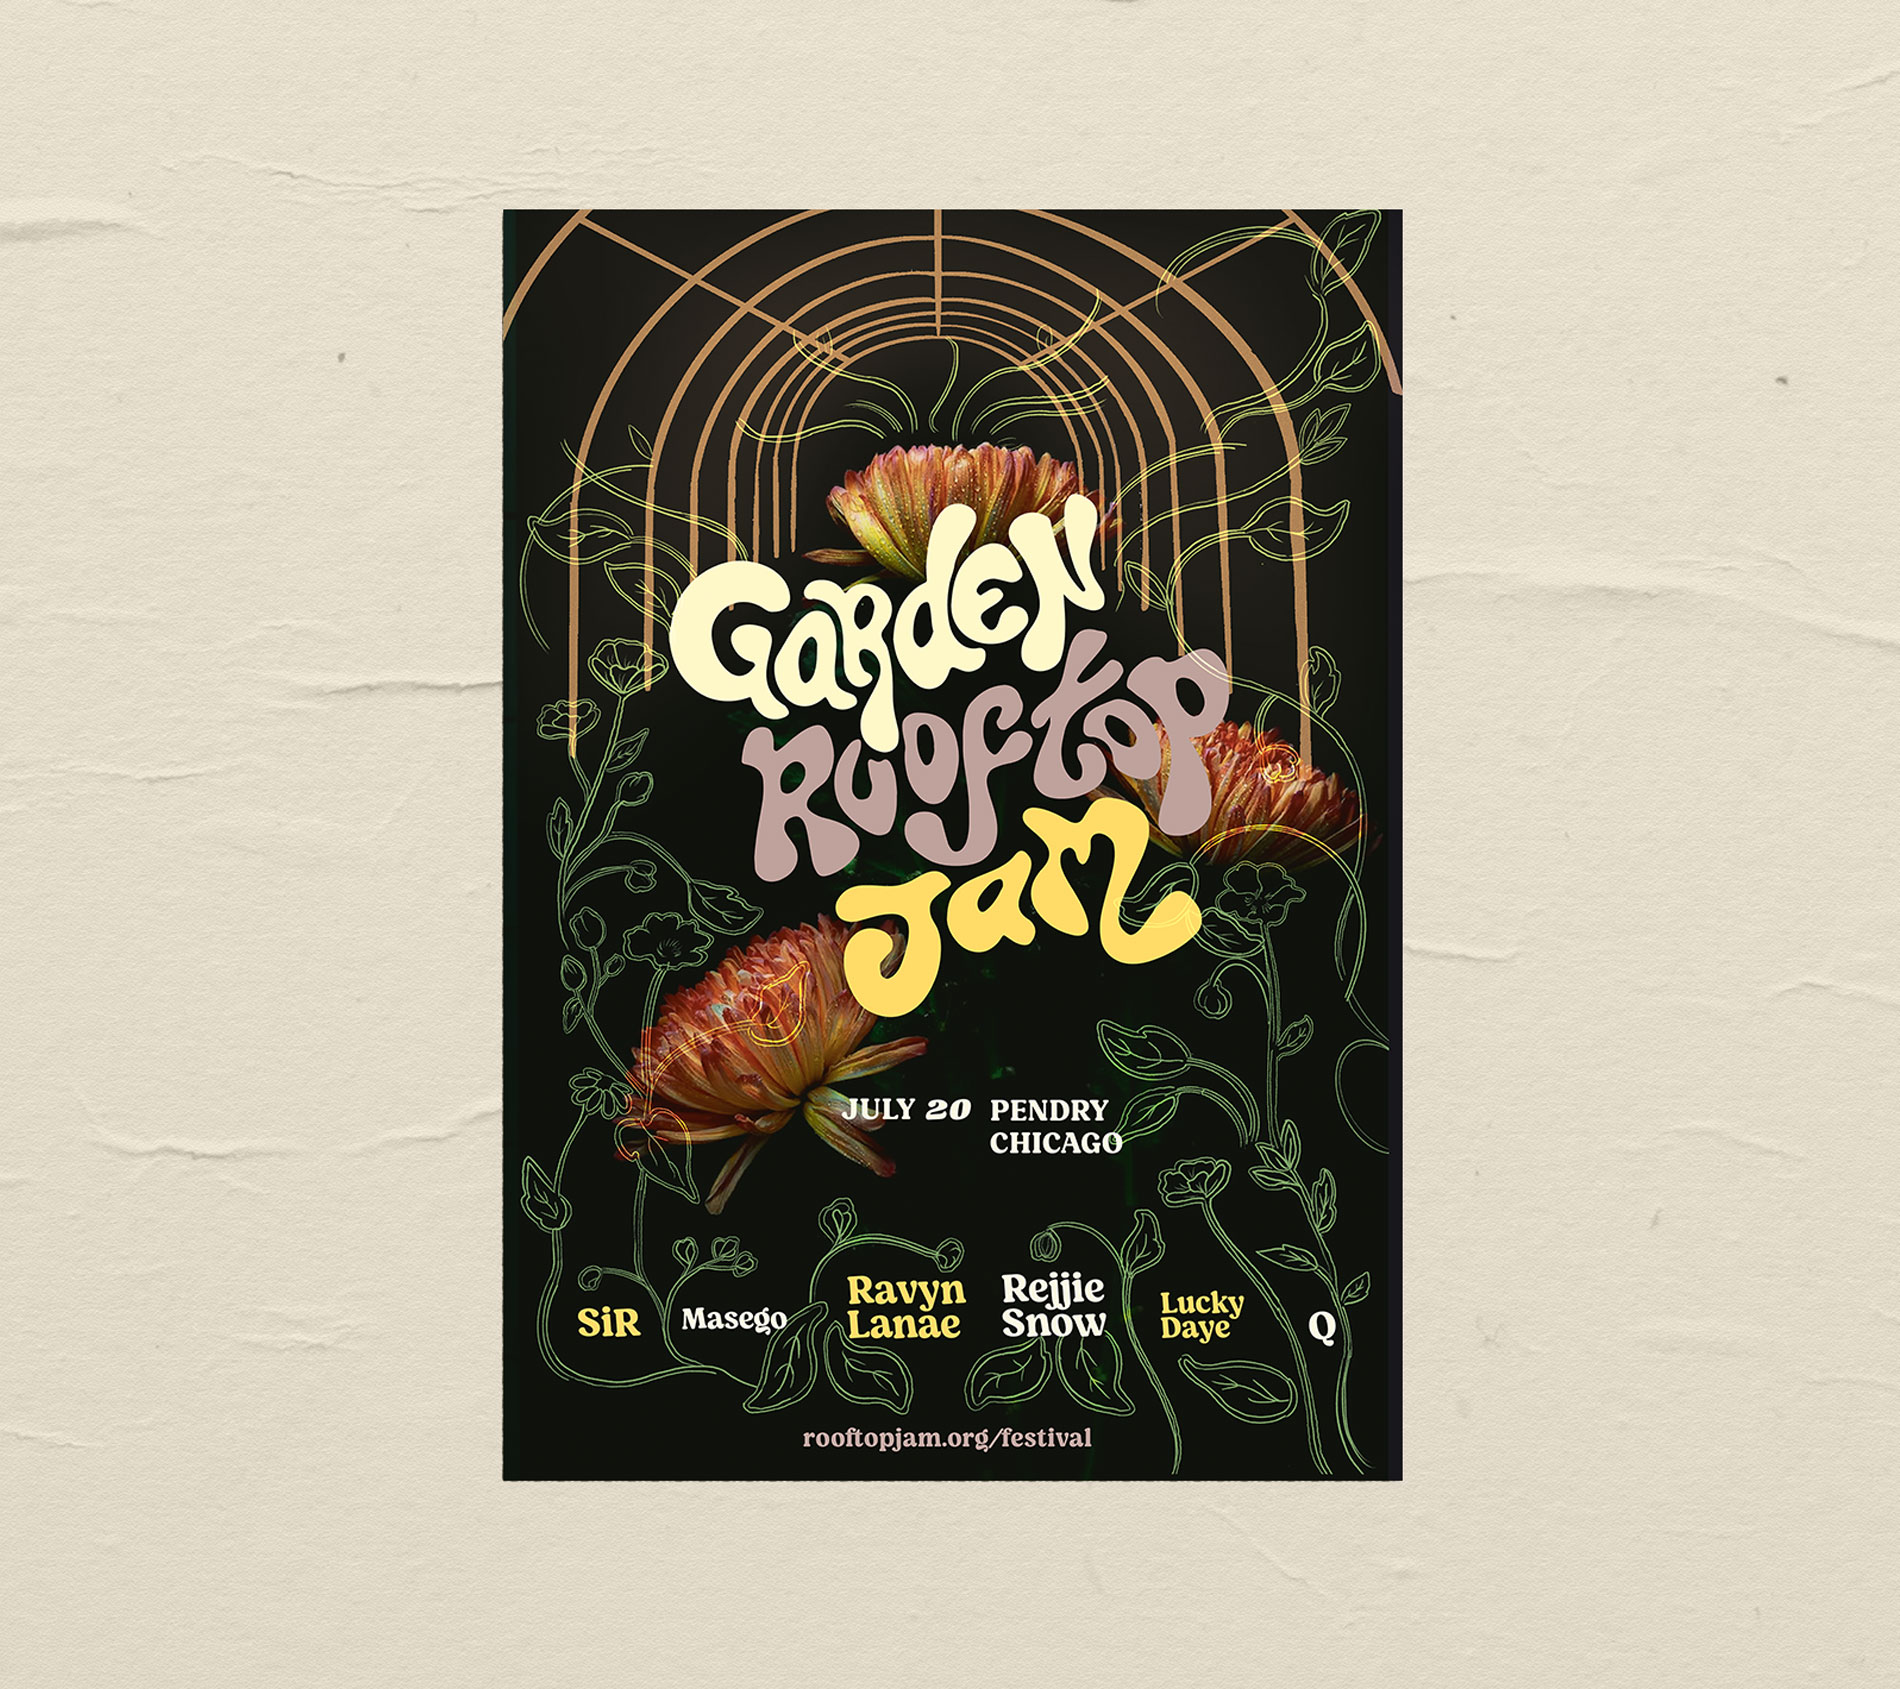 GaRdEN
Rooftop
Jam
JULY 20 PENDRY
CHICAGO
SiR Masego Ravyn Lanae Rejjie Snow Lucky Daye Q
rooftopjam.org/festival